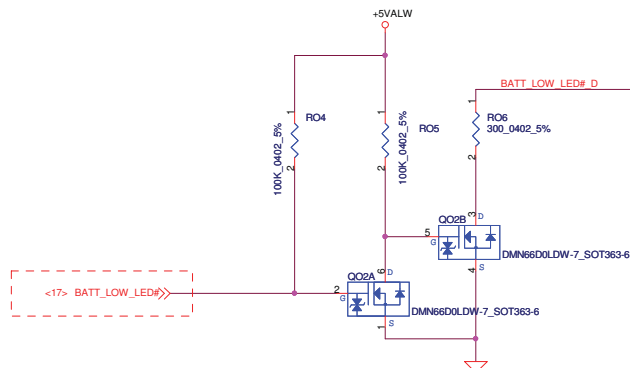 +5VALW
BATT_LOW_LED#_D
1
RO4
100K_0402_5%
2
1
RO5
100K_0402_5%
2
1
RO6
300_0402_5%
2
QO2B
3
D
5
G
DMN66D0LDW-7_SOT363-6
S
4
QO2A
6
D
<17> BATT_LOW_LED#
2
G
DMN66D0LDW-7_SOT363-6
1
S